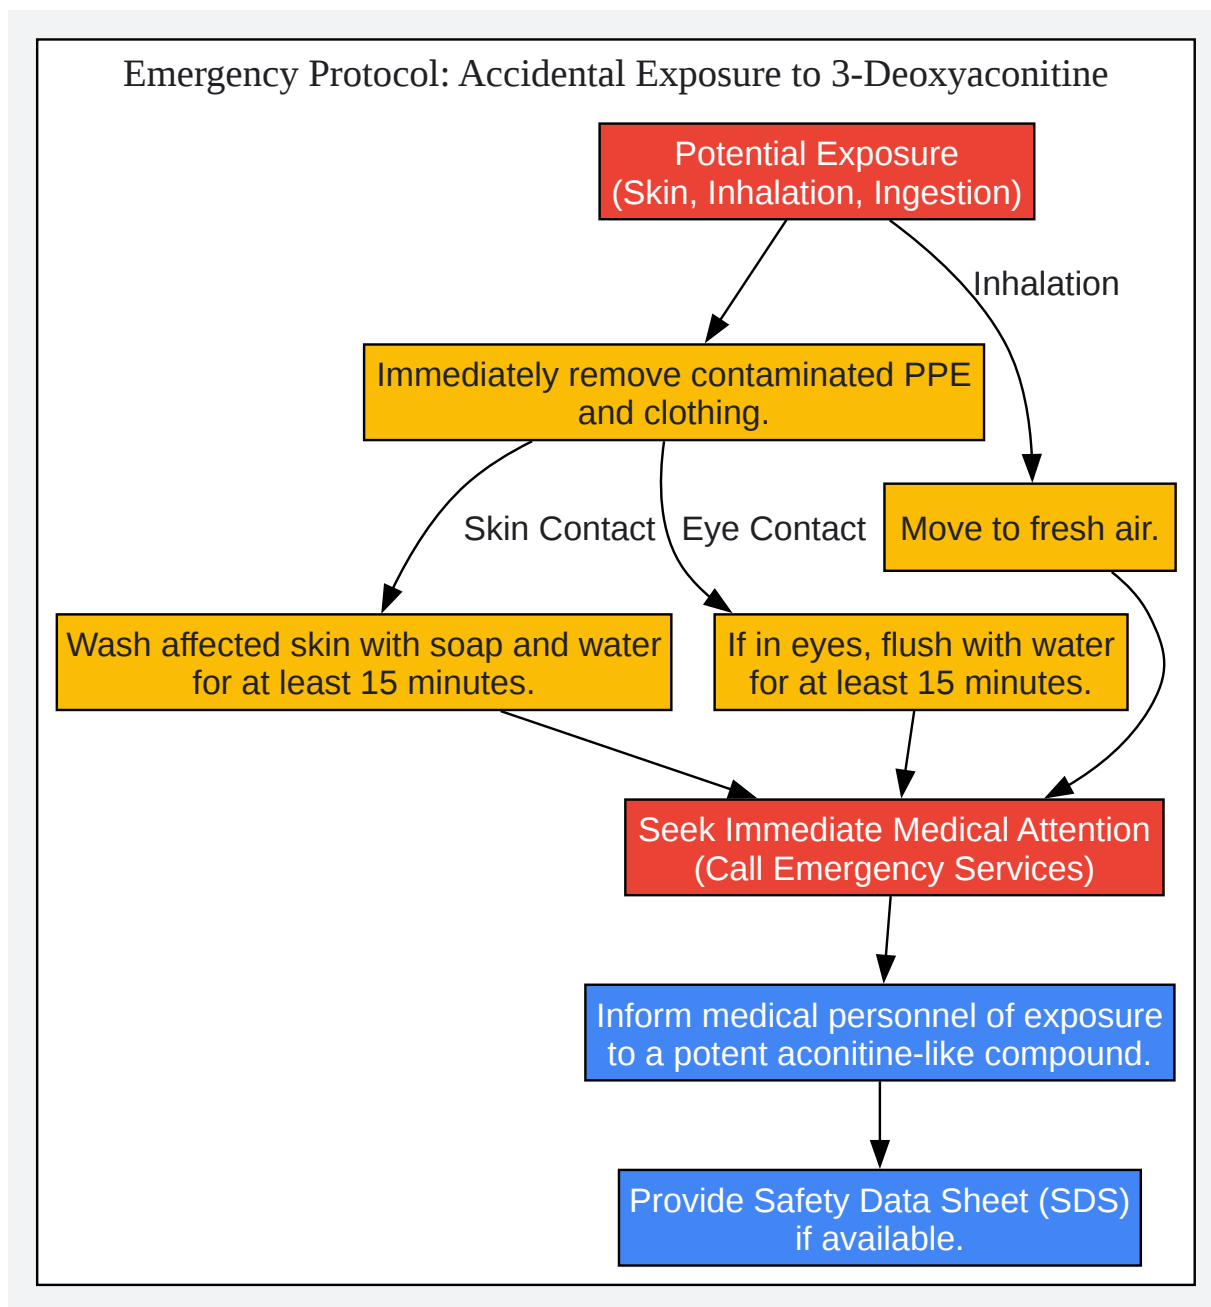 Emergency Protocol: Accidental Exposure to 3-Deoxyaconitine
Potential Exposure
(Skin, Inhalation, Ingestion)
Inhalation
Immediately remove contaminated PPE
and clothing.
Skin Contact
Eye Contact
Move to fresh air.
Wash affected skin with soap and water
for at least 15 minutes.
If in eyes, flush with water
for at least 15 minutes.
Seek Immediate Medical Attention
(Call Emergency Services)
Inform medical personnel of exposure
to a potent aconitine-like compound.
Provide Safety Data Sheet (SDS)
if available.